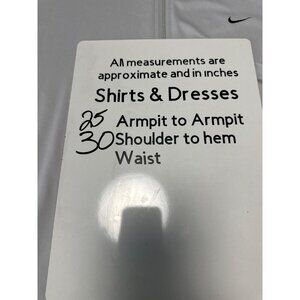 All measurements are
approximate and in inches
Shirts & Dresses
25 Armpit to Armpit
30 Shoulder to hem
Waist